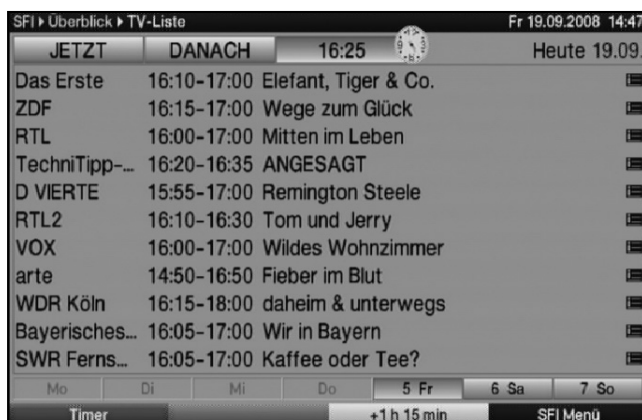 SFI ▸ Überblick ▸ TV-Liste Fr 19.09.2008 14:47
JETZT DANACH 16:25 Heute 19.09.
Das Erste 16:10-17:00 Elefant, Tiger & Co.
ZDF 16:15-17:00 Wege zum Glück
RTL 16:00-17:00 Mitten im Leben
TechniTipp-... 16:20-16:35 ANGESAGT
D VIERTE 15:55-17:00 Remington Steele
RTL2 16:10-16:30 Tom und Jerry
VOX 16:00-17:00 Wildes Wohnzimmer
arte 14:50-16:50 Fieber im Blut
WDR Köln 16:15-18:00 daheim & unterwegs
Bayerisches... 16:05-17:00 Wir in Bayern
SWR Ferns... 16:05-17:00 Kaffee oder Tee?
Mo Di Mi Do 5 Fr 6 Sa 7 So
Timer +1 h 15 min SFI Menü